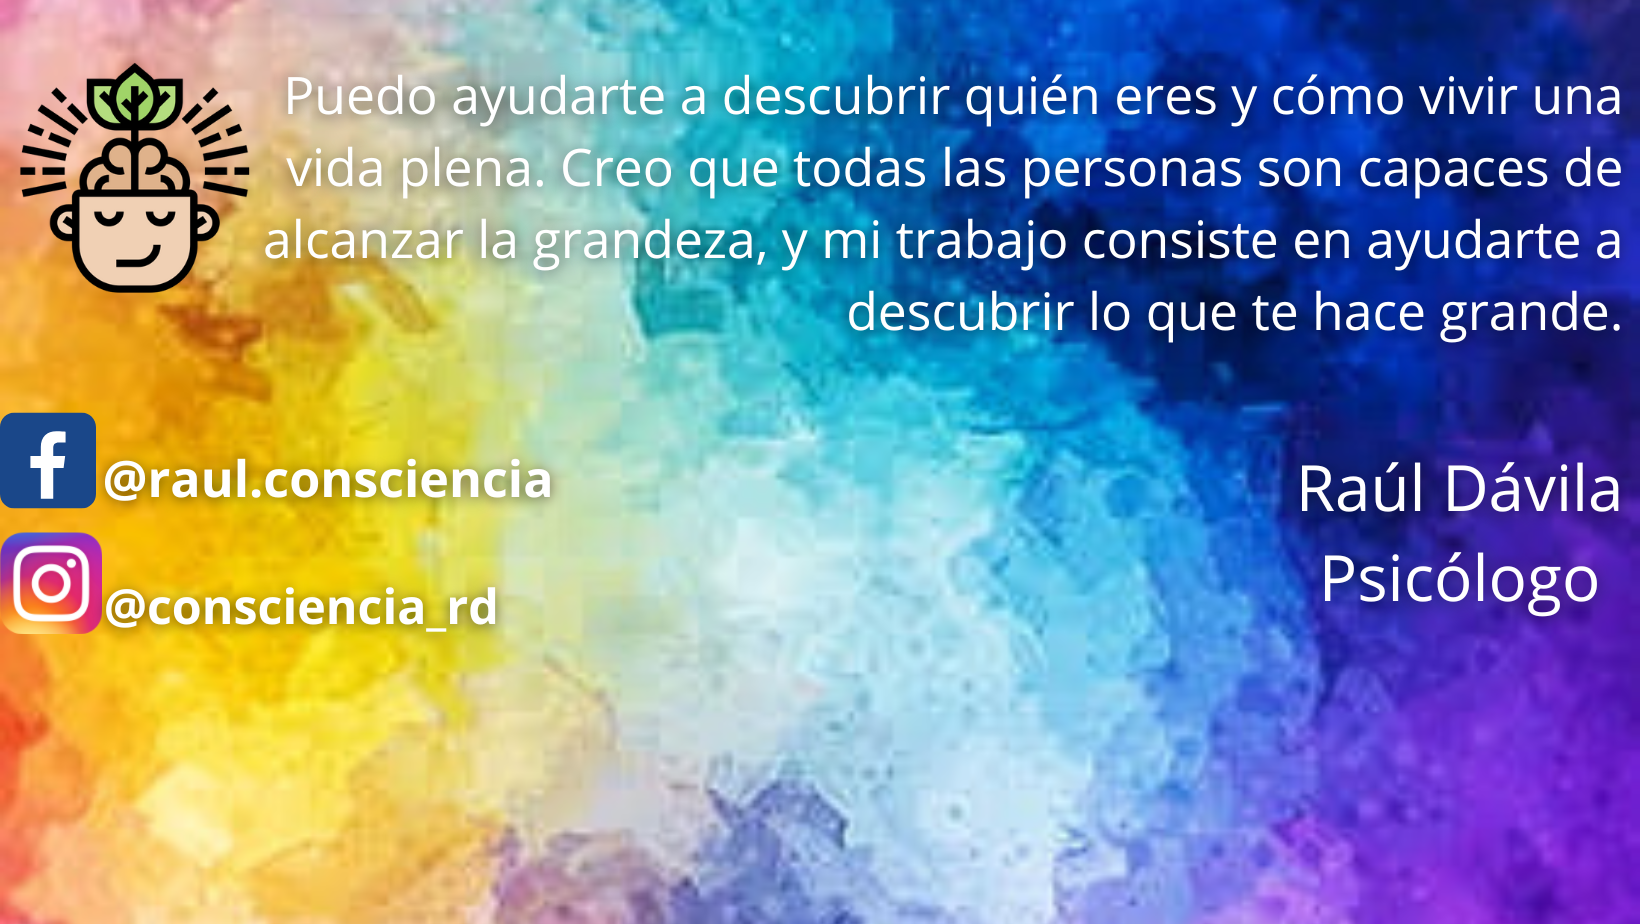 Puedo ayudarte a descubrir quién eres y cómo vivir una
vida plena. Creo que todas las personas son capaces de
alcanzar la grandeza, y mi trabajo consiste en ayudarte a
descubrir lo que te hace grande.
@raul.consciencia
@consciencia_rd
Raúl Dávila
Psicólogo